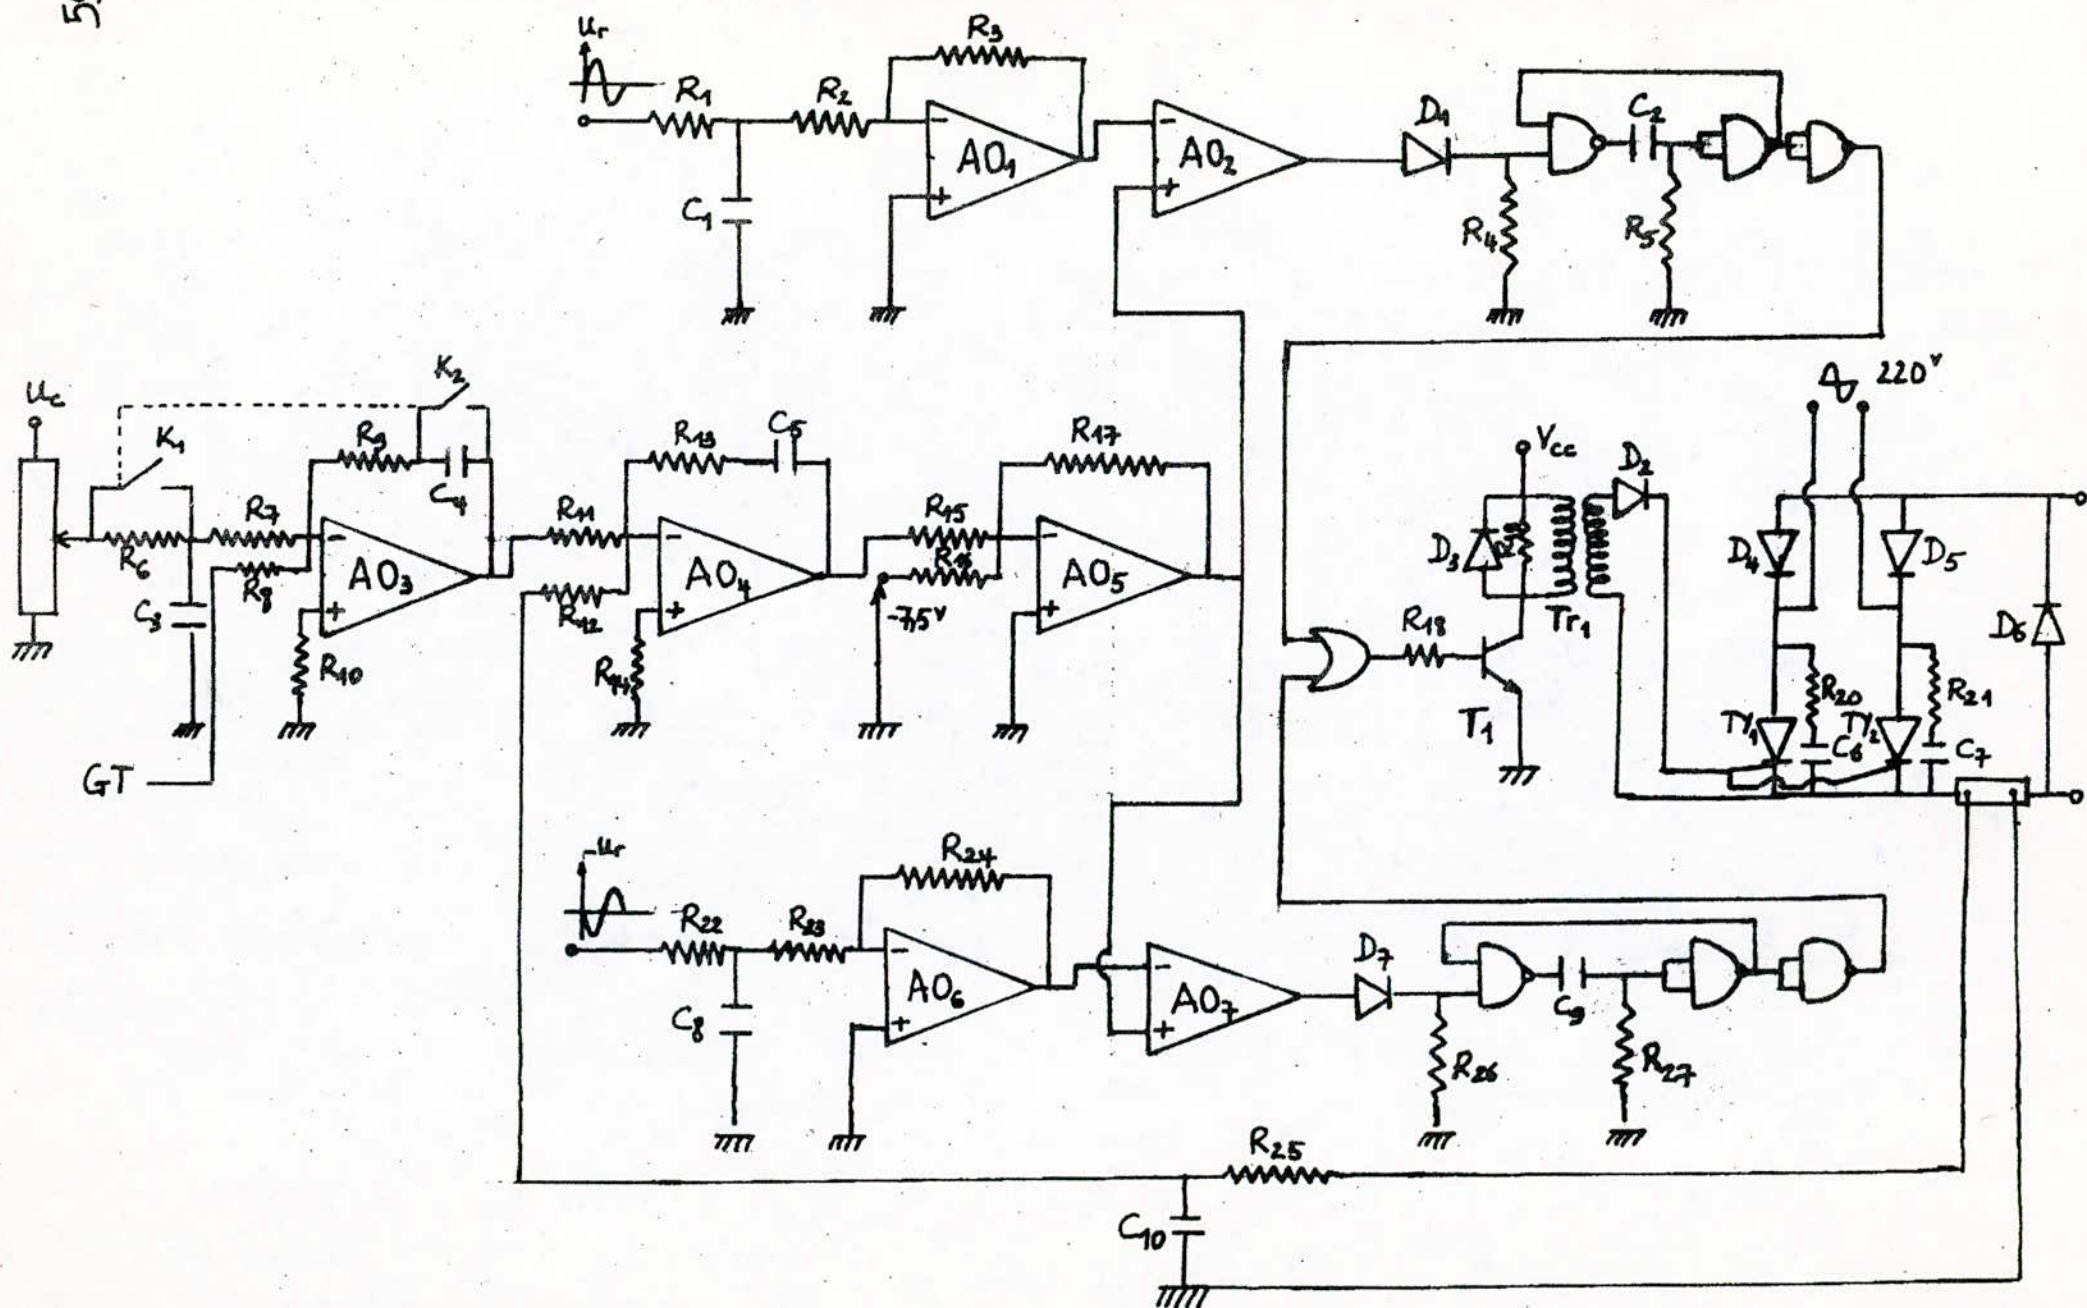 59
Ur
R1
R2
R3
C1
-
AO1
+
-
AO2
+
D1
C2
R4
R5
Uc
K1
K2
R6
R7
R8
C3
R9
C4
-
AO3
+
R10
GT
R11
R12
R13
C5
-
AO4
+
R14
R15
R16
-7,5v
R17
-
AO5
+
220v
Vcc
D2
D3
Tr1
R18
T1
D4
D5
D6
R20
R21
Ty1
Ty2
C6
C7
-Ur
R22
R23
R24
C8
-
AO6
+
-
AO7
+
D7
C9
R26
R27
R25
C10